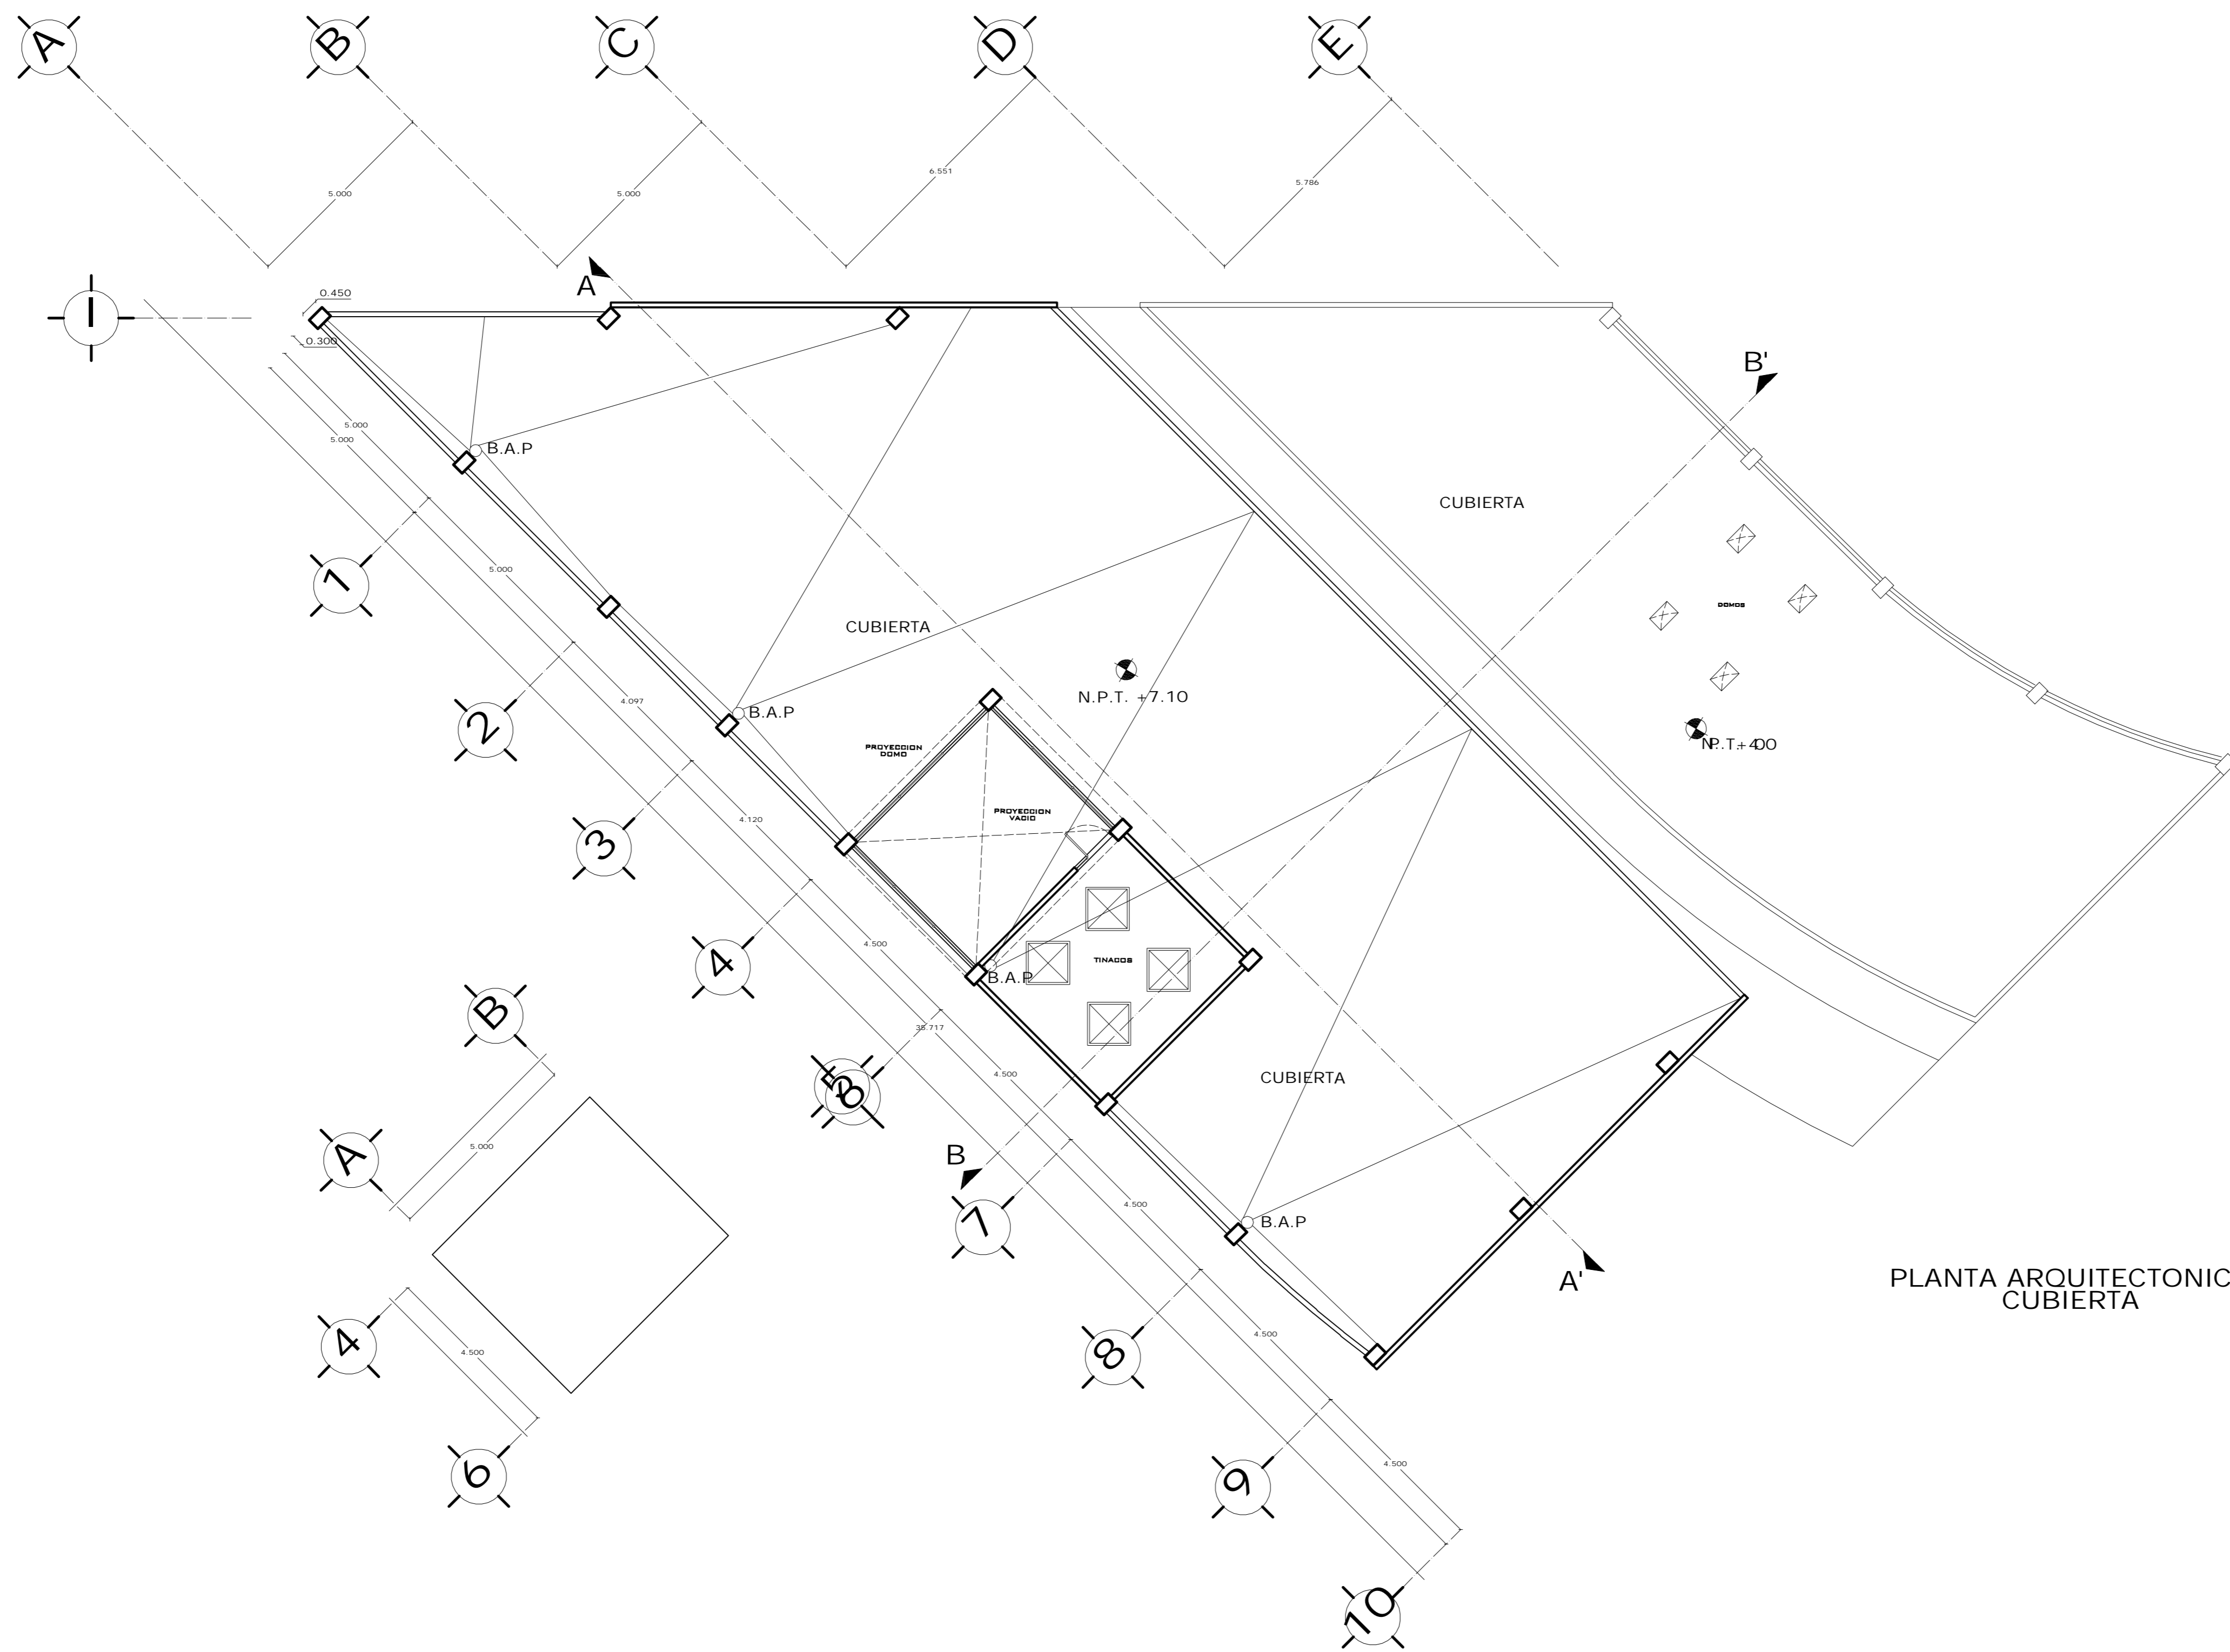 A
B
C
D
E
5.000
5.000
6.551
5.786
I
0.450
0.300
A
B'
5.000
5.000
B.A.P
CUBIERTA
5.000
1
DOMOS
CUBIERTA
4.097
N.P.T. +7.10
2
B.A.P
PROYECCION
DOMO
4.120
PROYECCION
VACIO
3
4.500
TINACOS
4
B.A.P
B
35.717
4.500
CUBIERTA
8
A
5.000
B
4.500
B.A.P
7
A'
PLANTA ARQUITECTONIC
CUBIERTA
4
4.500
4.500
8
4.500
6
9
10